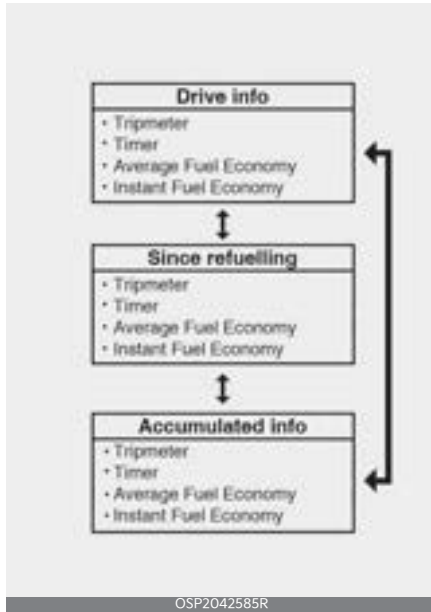 Drive info
• Tripmeter
• Timer
• Average Fuel Economy
• Instant Fuel Economy
Since refuelling
• Tripmeter
• Timer
• Average Fuel Economy
• Instant Fuel Economy
Accumulated info
• Tripmeter
• Timer
• Average Fuel Economy
• Instant Fuel Economy
OSP2042585R